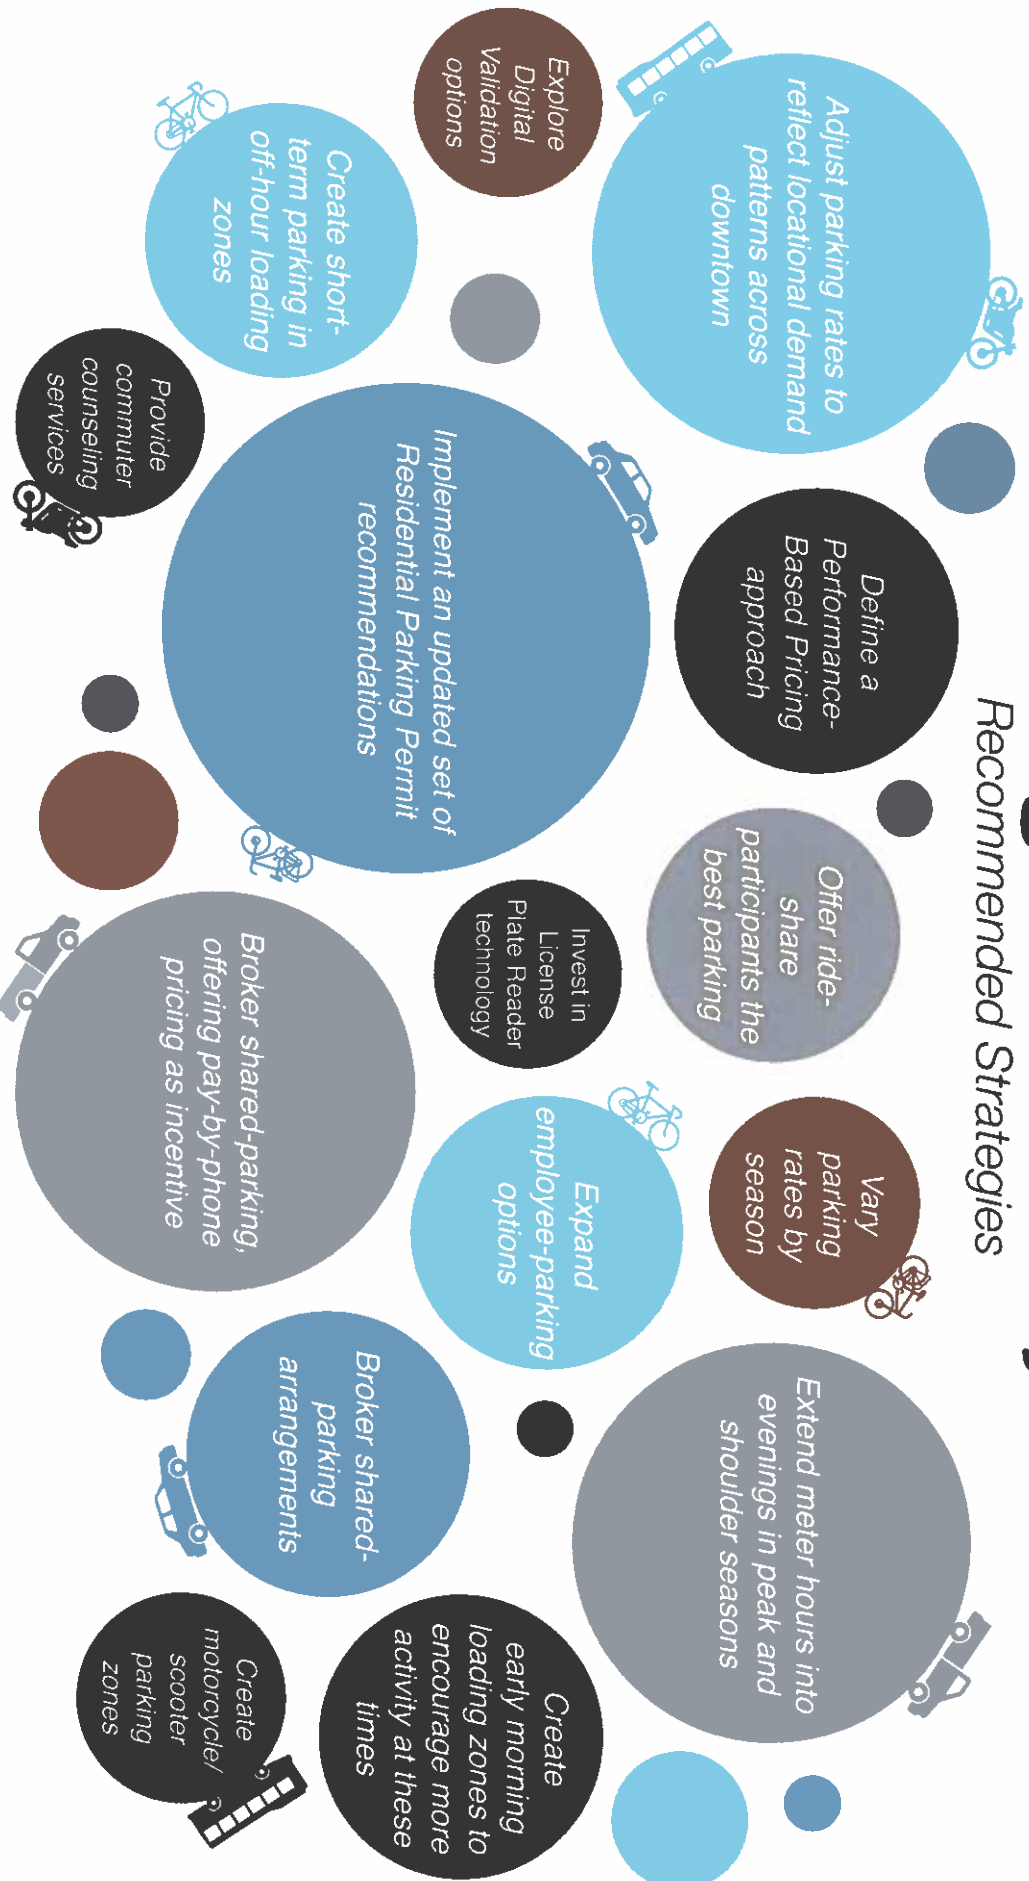 Recommended Strategies
Adjust parking rates to
reflect locational demand
patterns across
downtown
Define a
Performance-
Based Pricing
approach
Offer ride-
share
participants the
best parking
Vary
parking
rates by
season
Extend meter hours into
evenings in peak and
shoulder seasons
Explore
Digital
Validation
options
Implement an updated set of
Residential Parking Permit
recommendations
Invest in
License
Plate Reader
technology
Expand
employee-parking
options
Create
early morning
loading zones to
encourage more
activity at these
times
Create short-
term parking in
off-hour loading
zones
Provide
commuter
counseling
services
Broker shared-parking,
offering pay-by-phone
pricing as incentive
Broker shared-
parking
arrangements
Create
motorcycle/
scooter
parking
zones